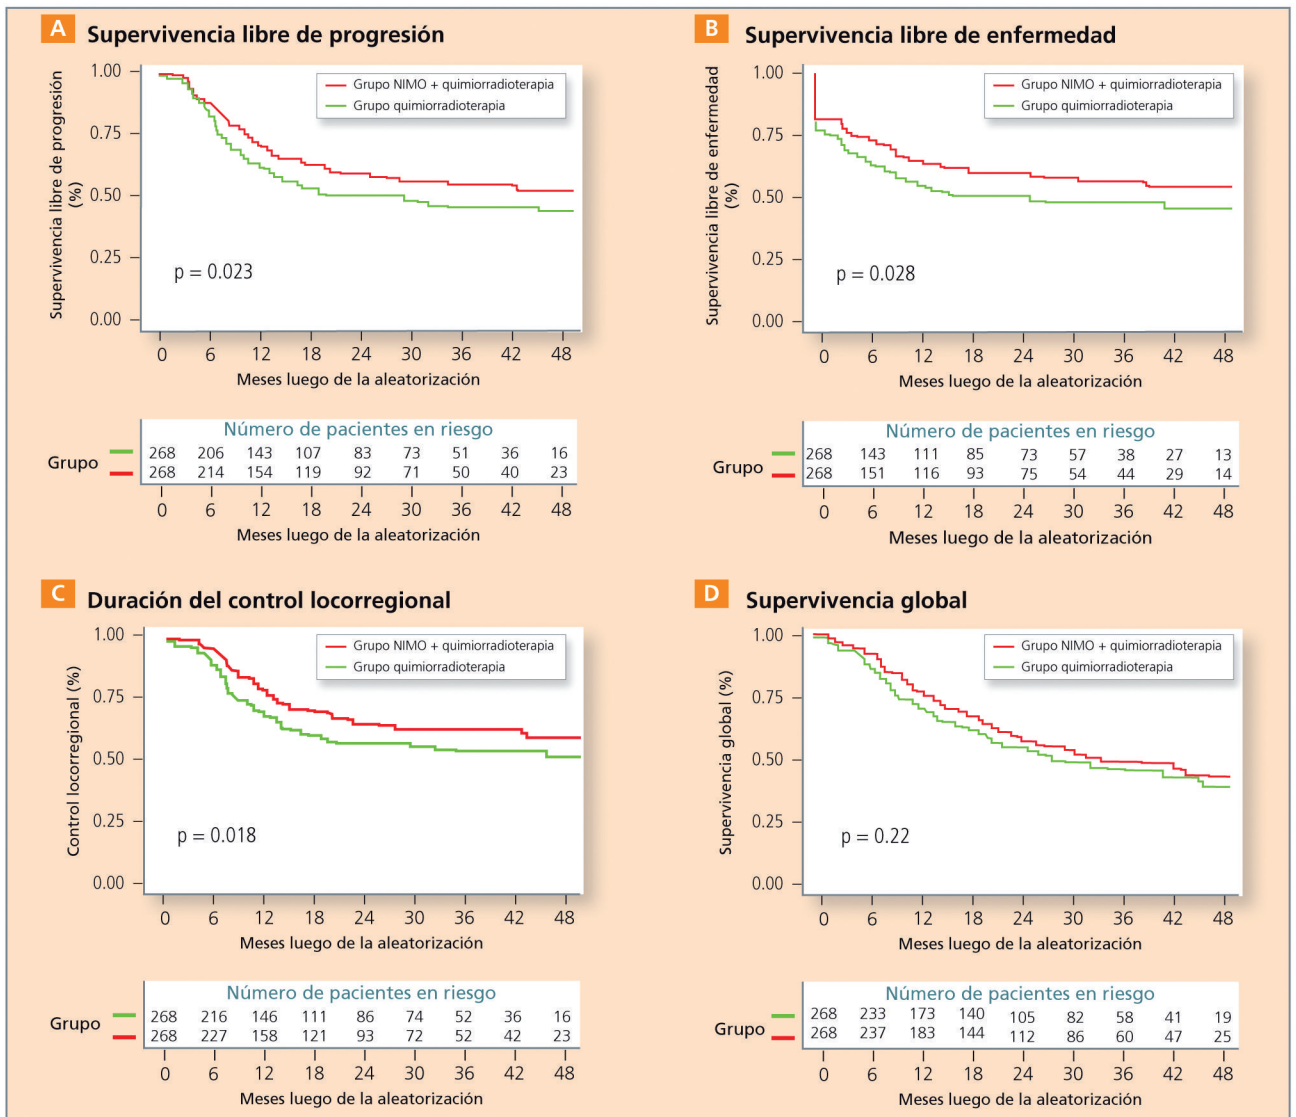 A Supervivencia libre de progresión
Supervivencia libre de progresión
(%)
1.00
0.75
0.50
0.25
0.00
Grupo NIMO + quimiorradioterapia
Grupo quimiorradioterapia
p = 0.023
0 6 12 18 24 30 36 42 48
Meses luego de la aleatorización
Número de pacientes en riesgo
Grupo
268 206 143 107 83 73 51 36 16
268 214 154 119 92 71 50 40 23
0 6 12 18 24 30 36 42 48
Meses luego de la aleatorización
B Supervivencia libre de enfermedad
Supervivencia libre de enfermedad
(%)
1.00
0.75
0.50
0.25
0.00
Grupo NIMO + quimiorradioterapia
Grupo quimiorradioterapia
p = 0.028
0 6 12 18 24 30 36 42 48
Meses luego de la aleatorización
Número de pacientes en riesgo
Grupo
268 143 111 85 73 57 38 27 13
268 151 116 93 75 54 44 29 14
0 6 12 18 24 30 36 42 48
Meses luego de la aleatorización
C Duración del control locorregional
Control locorregional (%)
1.00
0.75
0.50
0.25
0.00
Grupo NIMO + quimiorradioterapia
Grupo quimiorradioterapia
p = 0.018
0 6 12 18 24 30 36 42 48
Meses luego de la aleatorización
Número de pacientes en riesgo
Grupo
268 216 146 111 86 74 52 36 16
268 227 158 121 93 72 52 42 23
0 6 12 18 24 30 36 42 48
Meses luego de la aleatorización
D Supervivencia global
Supervivencia global (%)
1.00
0.75
0.50
0.25
0.00
Grupo NIMO + quimiorradioterapia
Grupo quimiorradioterapia
p = 0.22
0 6 12 18 24 30 36 42 48
Meses luego de la aleatorización
Número de pacientes en riesgo
Grupo
268 233 173 140 105 82 58 41 19
268 237 183 144 112 86 60 47 25
0 6 12 18 24 30 36 42 48
Meses luego de la aleatorización